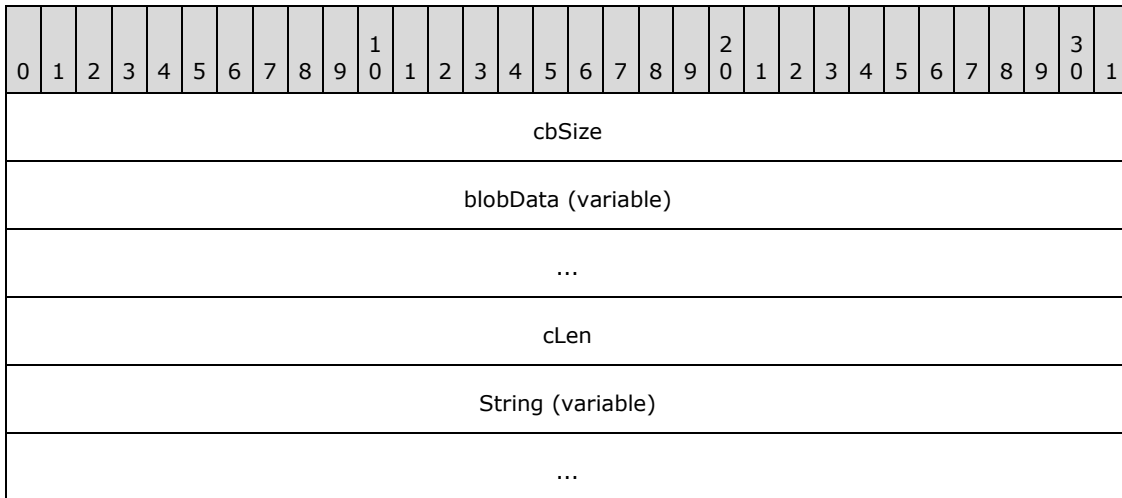 0 1 2 3 4 5 6 7 8 9 1 0 1 2 3 4 5 6 7 8 9 2 0 1 2 3 4 5 6 7 8 9 3 0 1
cbSize
blobData (variable)
...
cLen
String (variable)
...